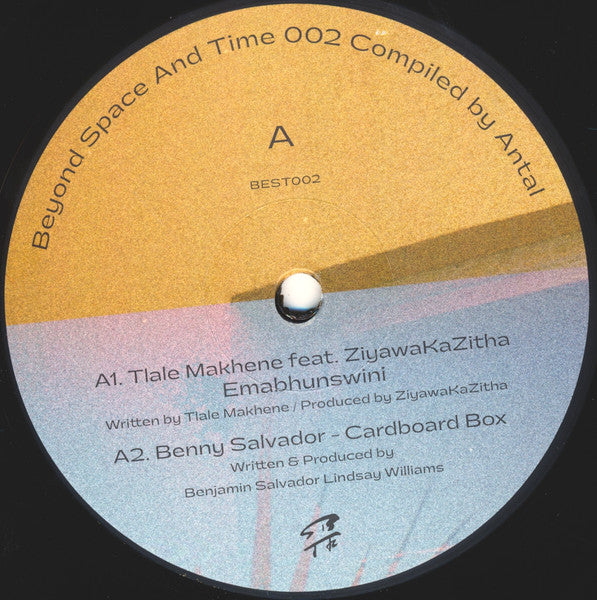 Beyond Space And Time 002 Compiled by Antal
A
BEST002
A1. Tlale Makhene feat. ZiyawaKaZitha
Emabhunswini
Written by Tlale Makhene / Produced by ZiyawaKaZitha
A2. Benny Salvador - Cardboard Box
Written & Produced by
Benjamin Salvador Lindsay Williams